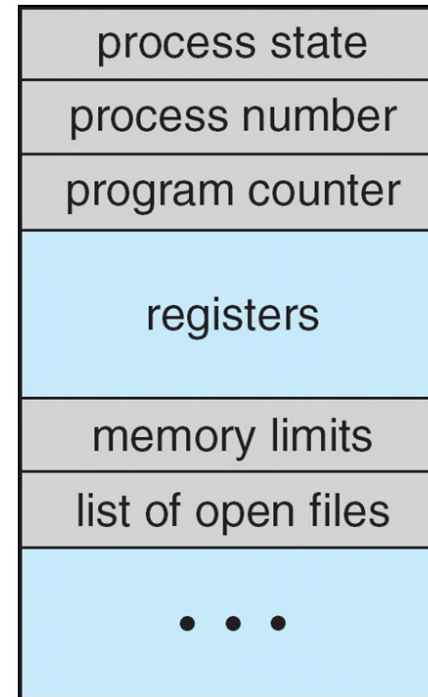 process state
process number
program counter
registers
memory limits
list of open files
• • •